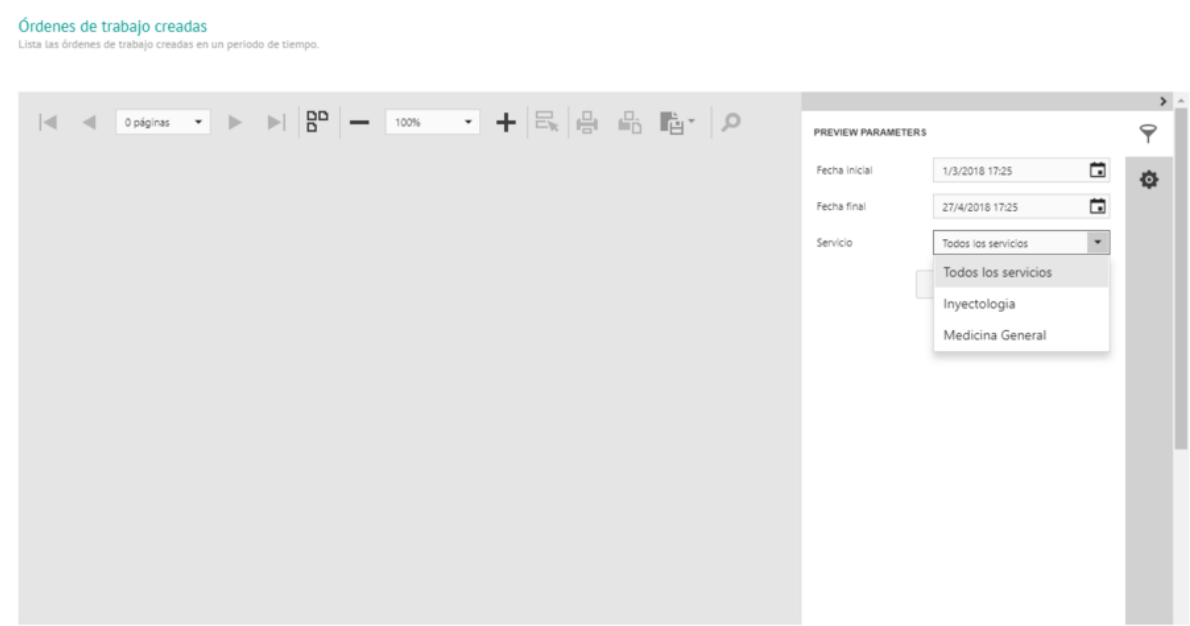 Órdenes de trabajo creadas
Lista las órdenes de trabajo creadas en un periodo de tiempo.
0 páginas
100%
PREVIEW PARAMETERS
Fecha inicial 1/3/2018 17:25
Fecha final 27/4/2018 17:25
Servicio Todos los servicios
Todos los servicios
Inyectologia
Medicina General